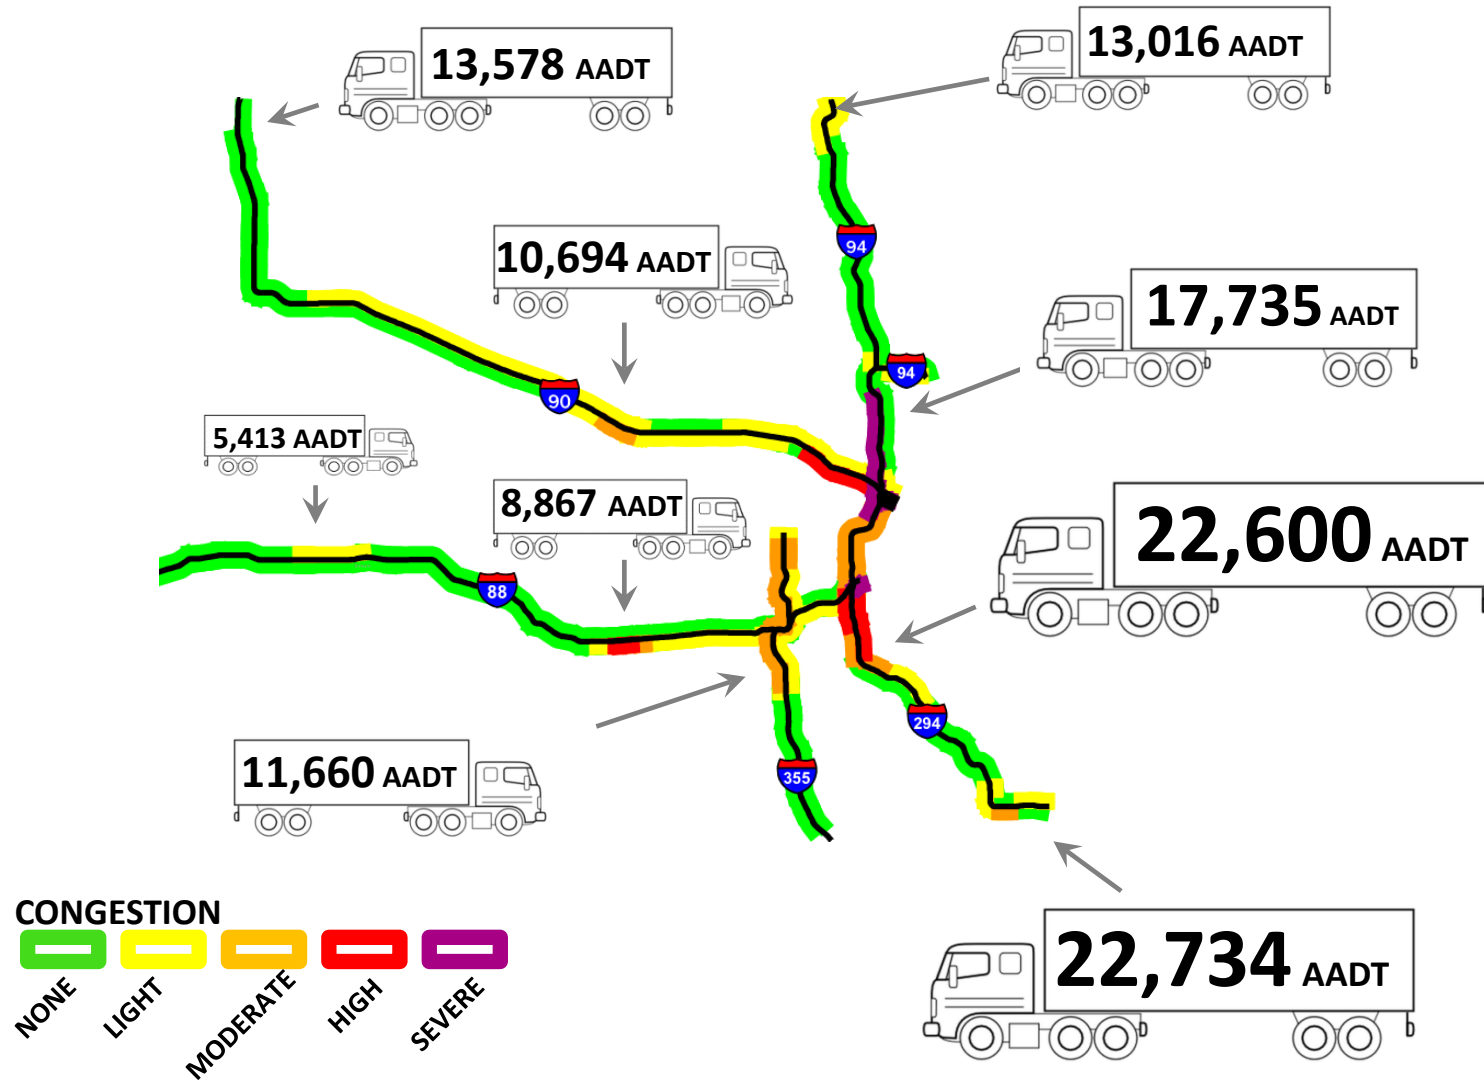 13,578 AADT
13,016 AADT
94
10,694 AADT
17,735 AADT
94
90
5,413 AADT
8,867 AADT
22,600 AADT
88
294
11,660 AADT
355
CONGESTION
NONE
LIGHT
MODERATE
HIGH
SEVERE
22,734 AADT